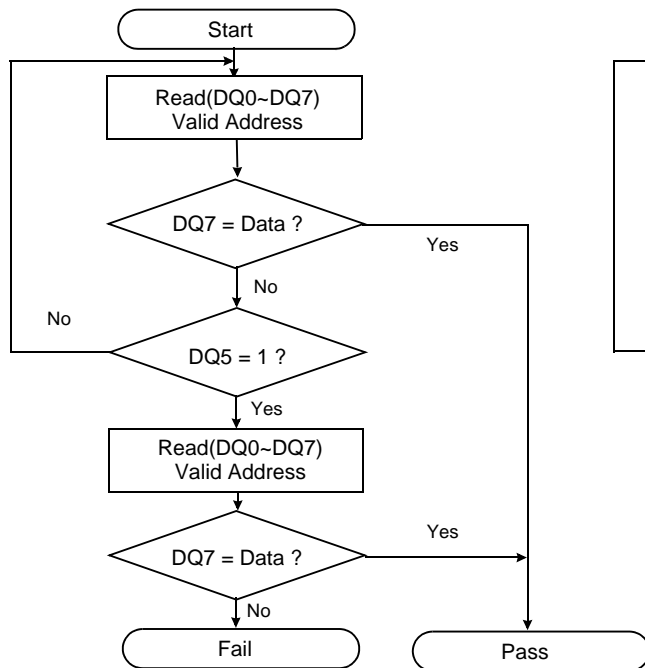 Start
Read(DQ0~DQ7)
Valid Address
DQ7 = Data ?
Yes
No
No
DQ5 = 1 ?
Yes
Read(DQ0~DQ7)
Valid Address
Yes
DQ7 = Data ?
No
Fail
Pass